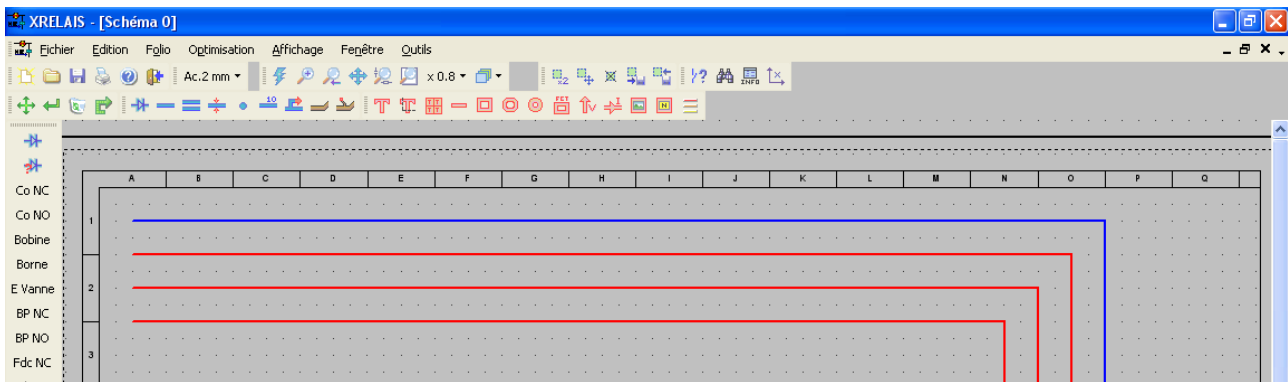 XRELAIS - [Schéma 0]
Fichier Edition Folio Optimisation Affichage Fenêtre Outils
Ac.2 mm x 0.8
A B C D E F G H I J K L M N O P Q
Co NC
Co NO
1
Bobine
Borne
E Vanne
2
BP NC
BP NO
3
Fdc NC